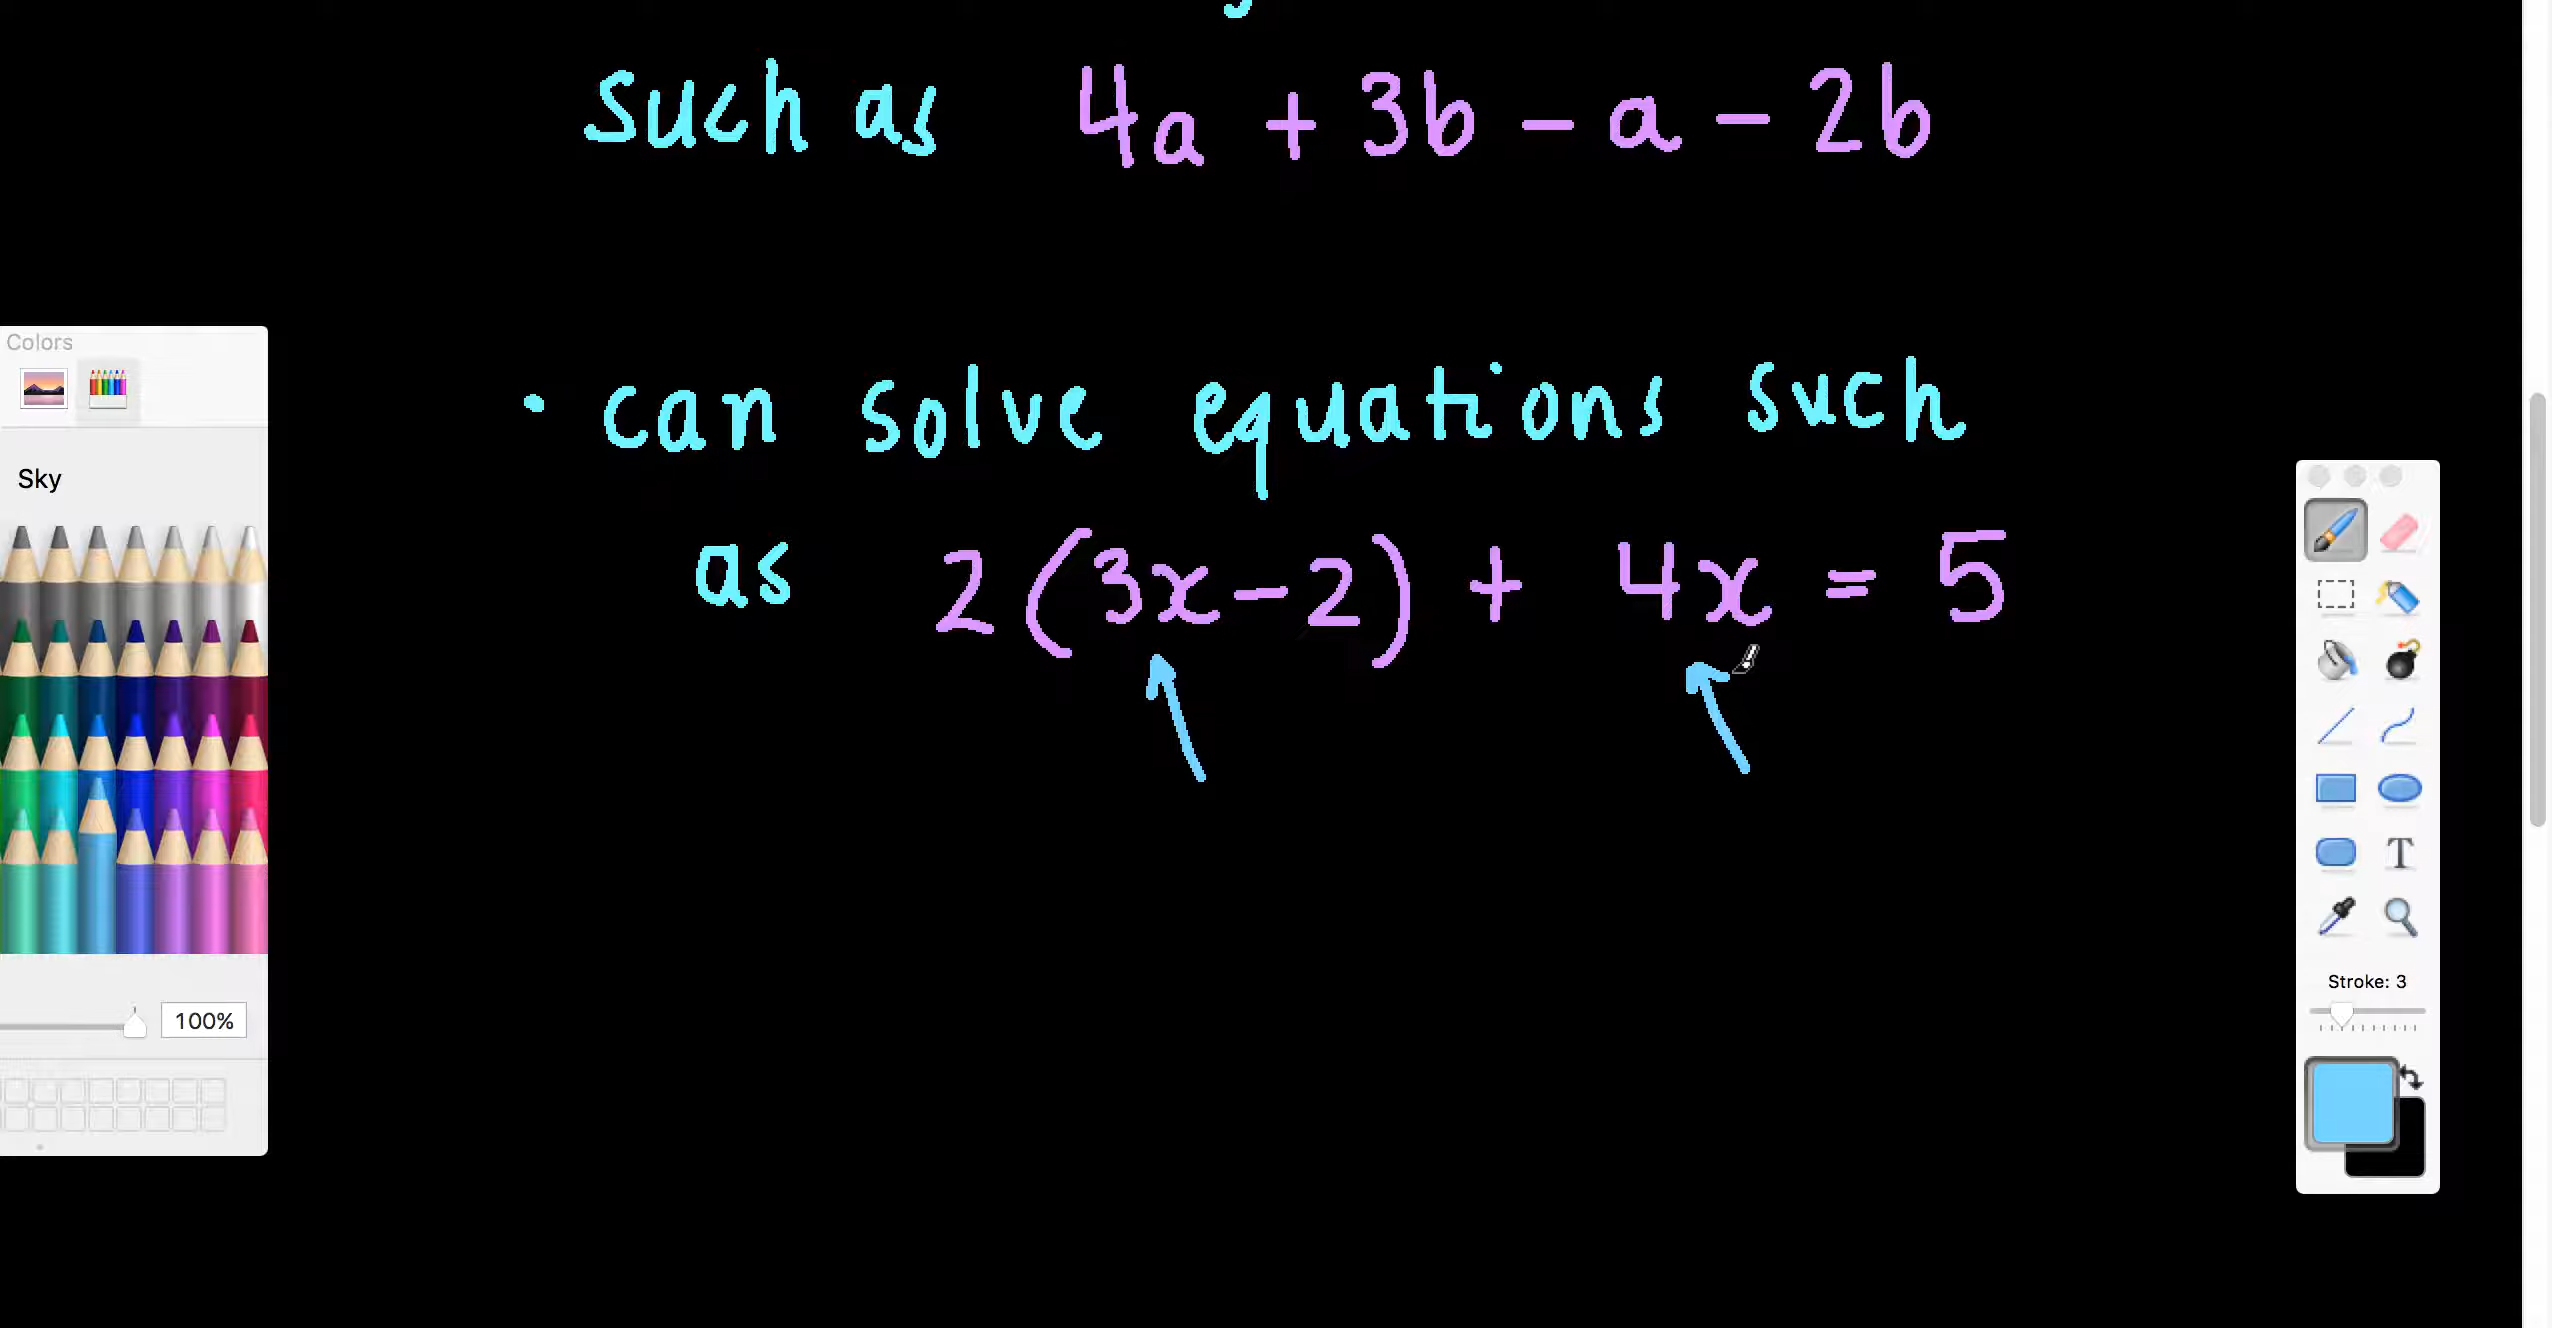 such as 4a + 3b - a - 2b
Colors
• can solve equations such
Sky
as 2(3x-2) + 4x = 5
T
Stroke: 3
100%